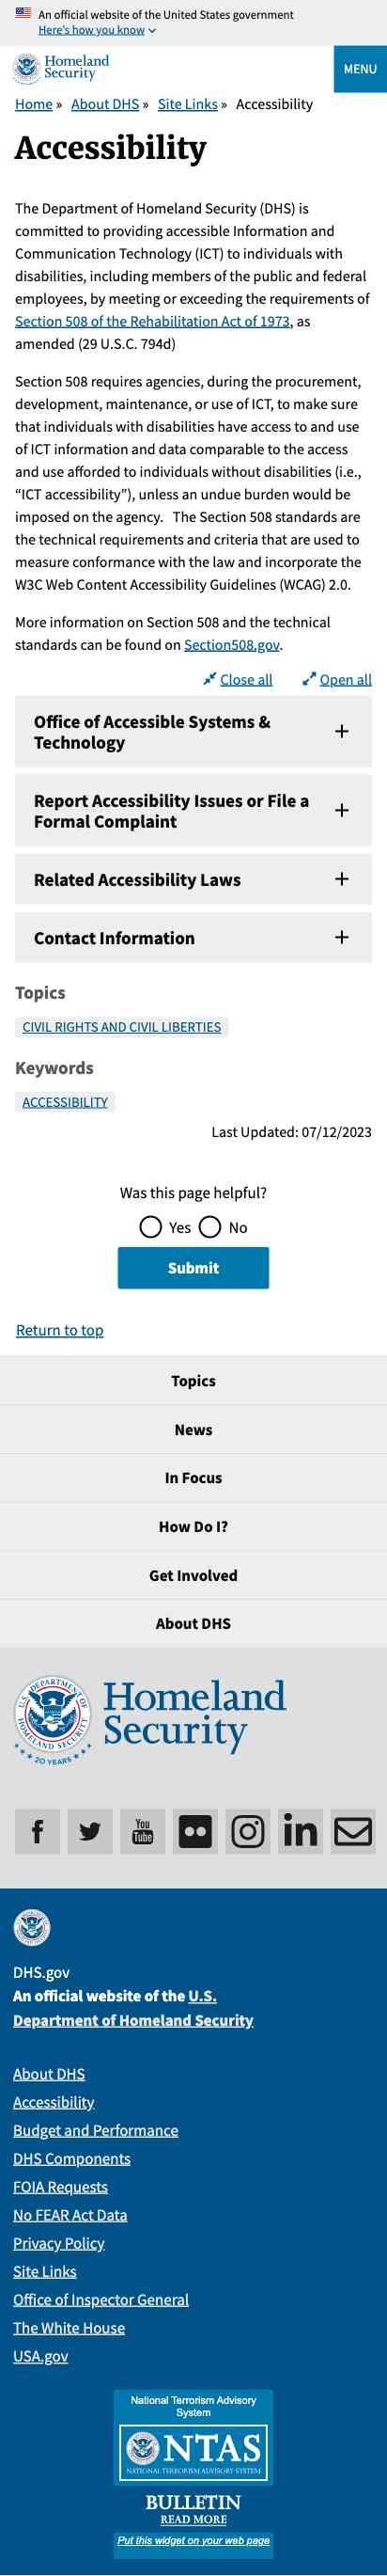 An official website of the United States government
Here's how you know
Homeland
Security
MENU
Home » About DHS » Site Links » Accessibility
Accessibility
The Department of Homeland Security (DHS) is
committed to providing accessible Information and
Communication Technology (ICT) to individuals with
disabilities, including members of the public and federal
employees, by meeting or exceeding the requirements of
Section 508 of the Rehabilitation Act of 1973, as
amended (29 U.S.C. 794d)
Section 508 requires agencies, during the procurement,
development, maintenance, or use of ICT, to make sure
that individuals with disabilities have access to and use
of ICT information and data comparable to the access
and use afforded to individuals without disabilities (i.e.,
“ICT accessibility”), unless an undue burden would be
imposed on the agency.   The Section 508 standards are
the technical requirements and criteria that are used to
measure conformance with the law and incorporate the
W3C Web Content Accessibility Guidelines (WCAG) 2.0.
More information on Section 508 and the technical
standards can be found on Section508.gov.
Close all Open all
Office of Accessible Systems &
Technology
Report Accessibility Issues or File a
Formal Complaint
Related Accessibility Laws
Contact Information
Topics
CIVIL RIGHTS AND CIVIL LIBERTIES
Keywords
ACCESSIBILITY
Last Updated: 07/12/2023
Was this page helpful?
Yes No
Submit
Return to top
Topics
News
In Focus
How Do I?
Get Involved
About DHS
U.S. DEPARTMENT OF
HOMELAND SECURITY
20 YEARS
Homeland
Security
You
Tube
in
DHS.gov
An official website of the U.S.
Department of Homeland Security
About DHS
Accessibility
Budget and Performance
DHS Components
FOIA Requests
No FEAR Act Data
Privacy Policy
Site Links
Office of Inspector General
The White House
USA.gov
National Terrorism Advisory
System
NTAS
NATIONAL TERRORISM ADVISORY SYSTEM
BULLETIN
READ MORE
Put this widget on your web page